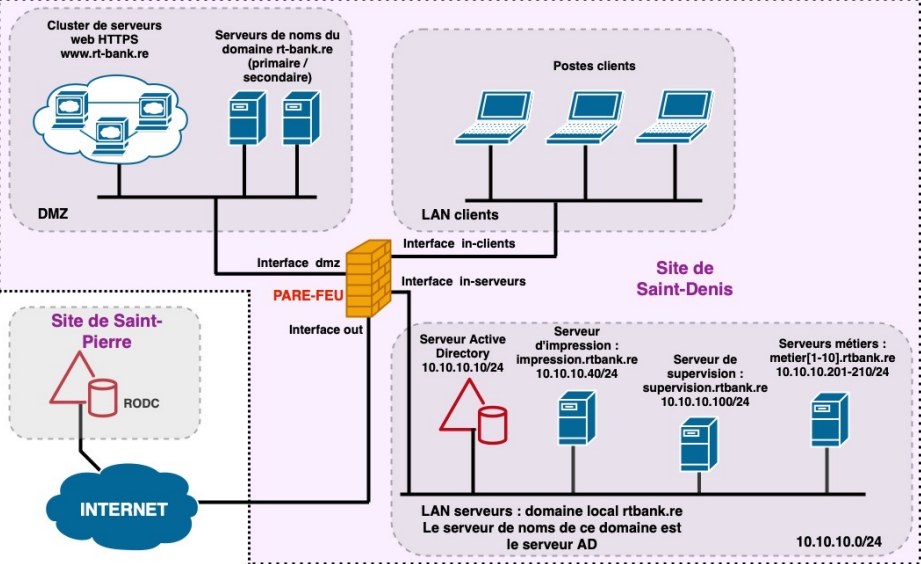 Cluster de serveurs
web HTTPS
www.rt-bank.re
Serveurs de noms du
domaine rt-bank.re
(primaire /
secondaire)
DMZ
Postes clients
LAN clients
Interface in-clients
Interface dmz
Interface in-serveurs
PARE-FEU
Interface out
Site de
Saint-Denis
Site de Saint-
Pierre
RODC
INTERNET
Serveur Active
Directory
10.10.10.10/24
Serveur
d'impression :
impression.rtbank.re
10.10.10.40/24
Serveur de
supervision :
supervision.rtbank.re
10.10.10.100/24
Serveurs métiers :
metier[1-10].rtbank.re
10.10.10.201-210/24
LAN serveurs : domaine local rtbank.re
Le serveur de noms de ce domaine est
le serveur AD
10.10.10.0/24